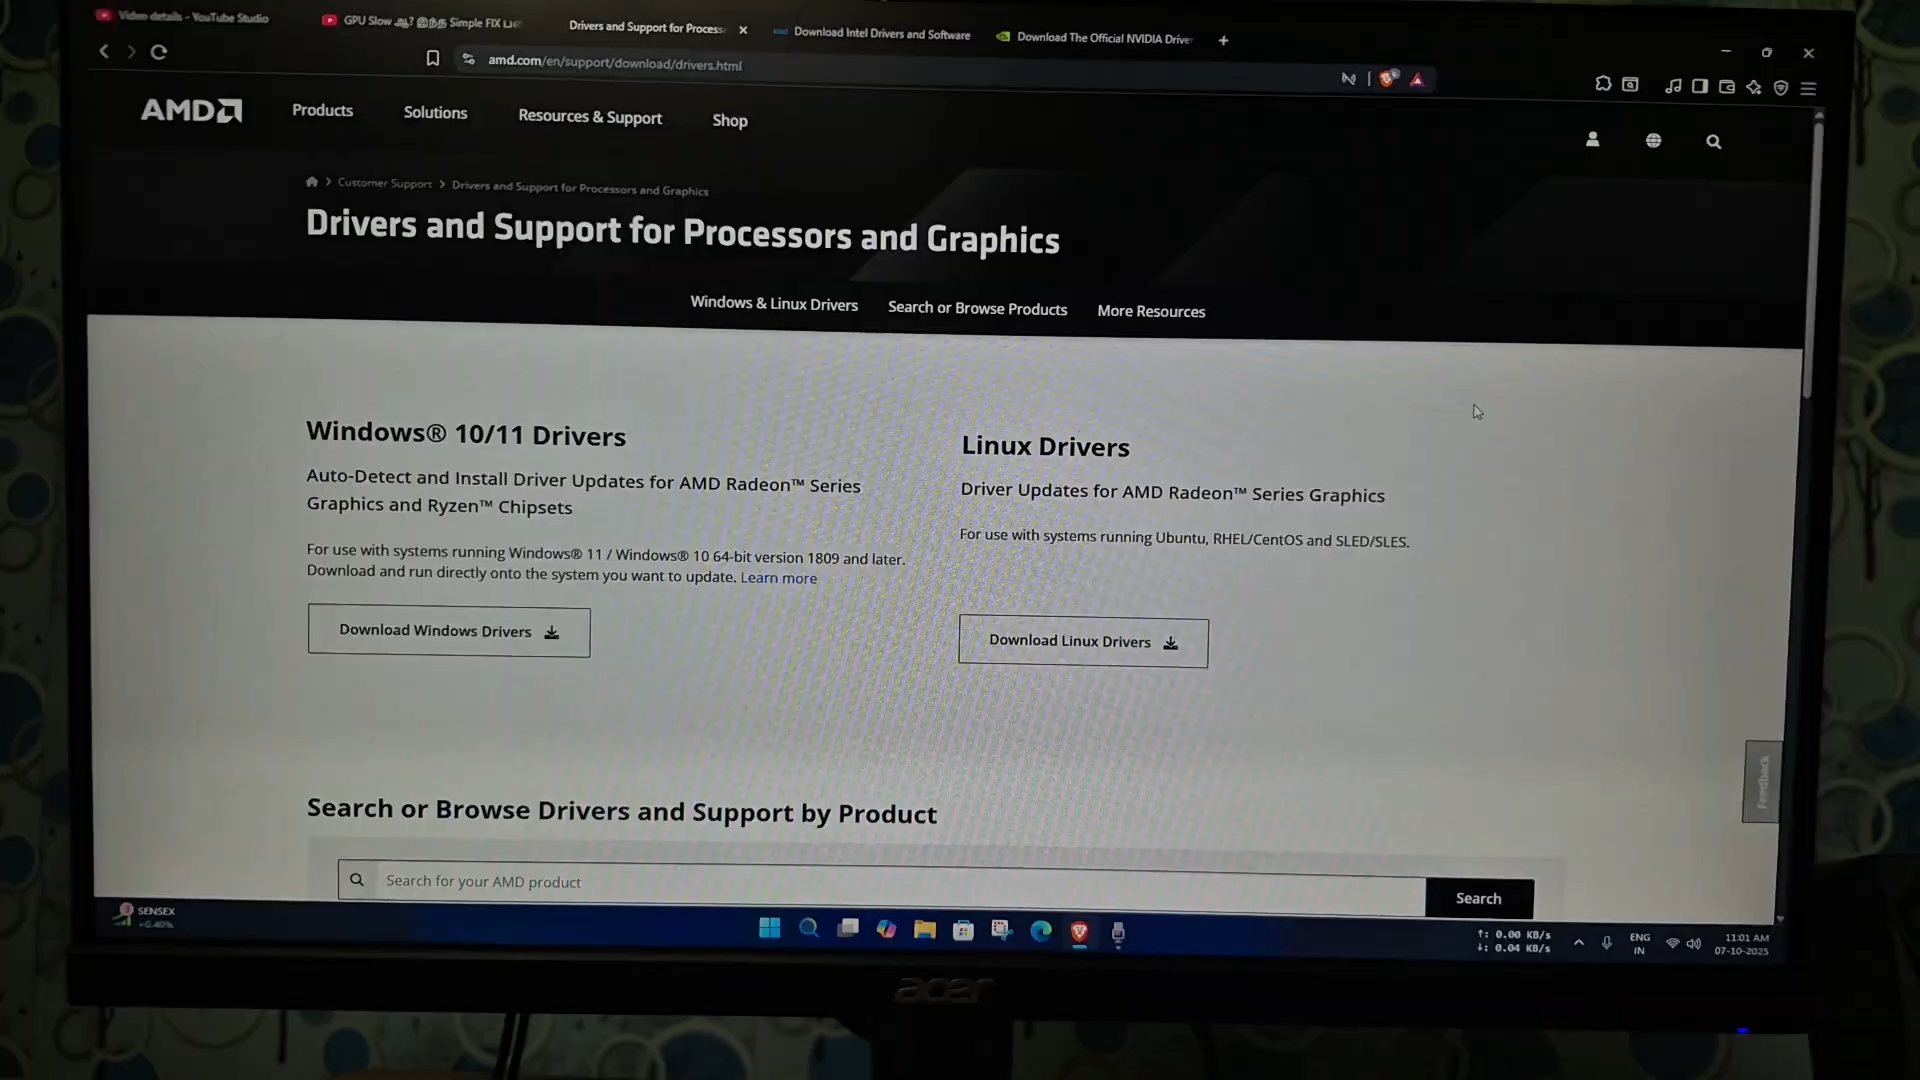 Video details - YouTube Studio
GPU Slow ஆ? இந்த Simple FIX
Drivers and Support for Process
Download Intel Drivers and Software
Download The Official NVIDIA Drive
amd.com/en/support/download/drivers.html
AMD
Products
Solutions
Resources & Support
Shop
Customer Support > Drivers and Support for Processors and Graphics
Drivers and Support for Processors and Graphics
Windows & Linux Drivers
Search or Browse Products
More Resources
Windows® 10/11 Drivers
Auto-Detect and Install Driver Updates for AMD Radeon™ Series
Graphics and Ryzen™ Chipsets
For use with systems running Windows® 11 / Windows® 10 64-bit version 1809 and later.
Download and run directly onto the system you want to update. Learn more
Download Windows Drivers
Linux Drivers
Driver Updates for AMD Radeon™ Series Graphics
For use with systems running Ubuntu, RHEL/CentOS and SLED/SLES.
Download Linux Drivers
Feedback
Search or Browse Drivers and Support by Product
Search for your AMD product
Search
SENSEX
+0.40%
↑: 0.00 KB/s
↓: 0.04 KB/s
ENG
IN
11:01 AM
07-10-2025
acer